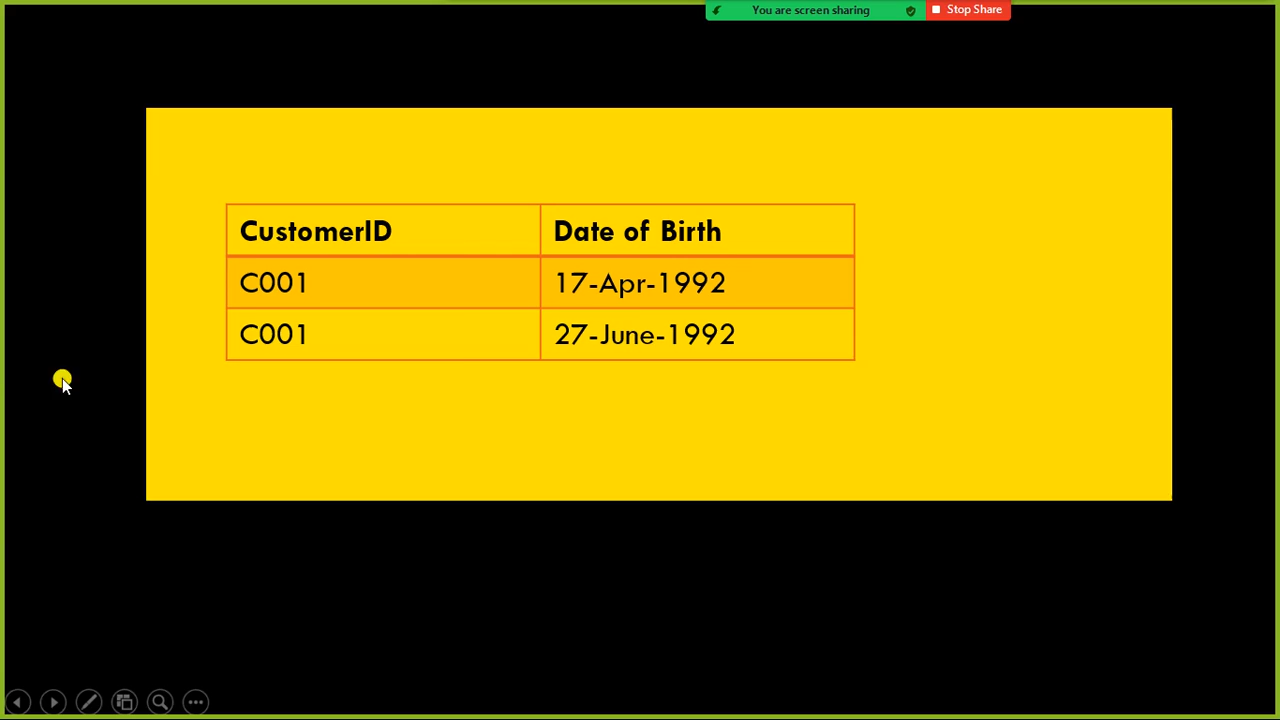 You are screen sharing Stop Share
CustomerID Date of Birth
C001 17-Apr-1992
C001 27-June-1992